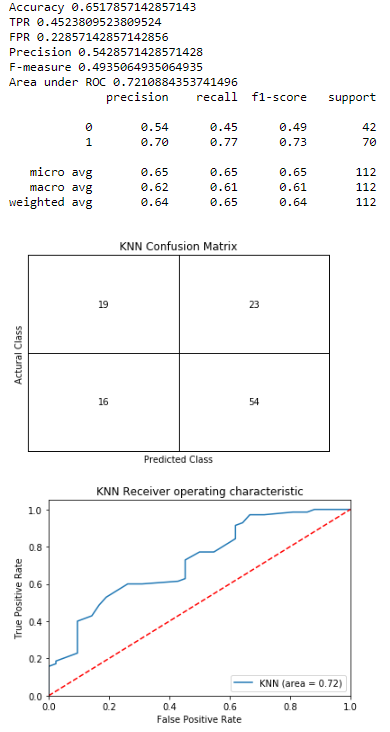 Accuracy 0.6517857142857143
TPR 0.4523809523809524
FPR 0.22857142857142856
Precision 0.5428571428571428
F-measure 0.4935064935064935
Area under ROC 0.7210884353741496
precision recall f1-score support
0 0.54 0.45 0.49 42
1 0.70 0.77 0.73 70
micro avg 0.65 0.65 0.65 112
macro avg 0.62 0.61 0.61 112
weighted avg 0.64 0.65 0.64 112
KNN Confusion Matrix
Actural Class
19 23
16 54
Predicted Class
KNN Receiver operating characteristic
True Positive Rate
1.0
0.8
0.6
0.4
0.2
0.0
KNN (area = 0.72)
0.0 0.2 0.4 0.6 0.8 1.0
False Positive Rate